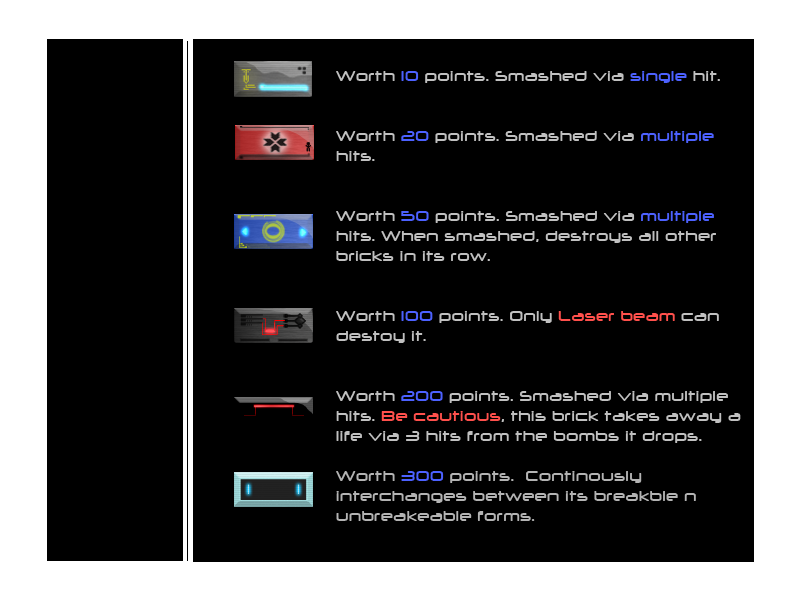 Worth 10 points. Smashed via single hit.
Worth 20 points. Smashed via multiple
hits.
Worth 50 points. Smashed via multiple
hits. When smashed, destroys all other
bricks in its row.
Worth 100 points. Only Laser beam can
destoy it.
Worth 200 points. Smashed via multiple
hits. Be cautious, this brick takes away a
life via 3 hits from the bombs it drops.
Worth 300 points. Continously
interchanges between its breakble n
unbreakeable forms.